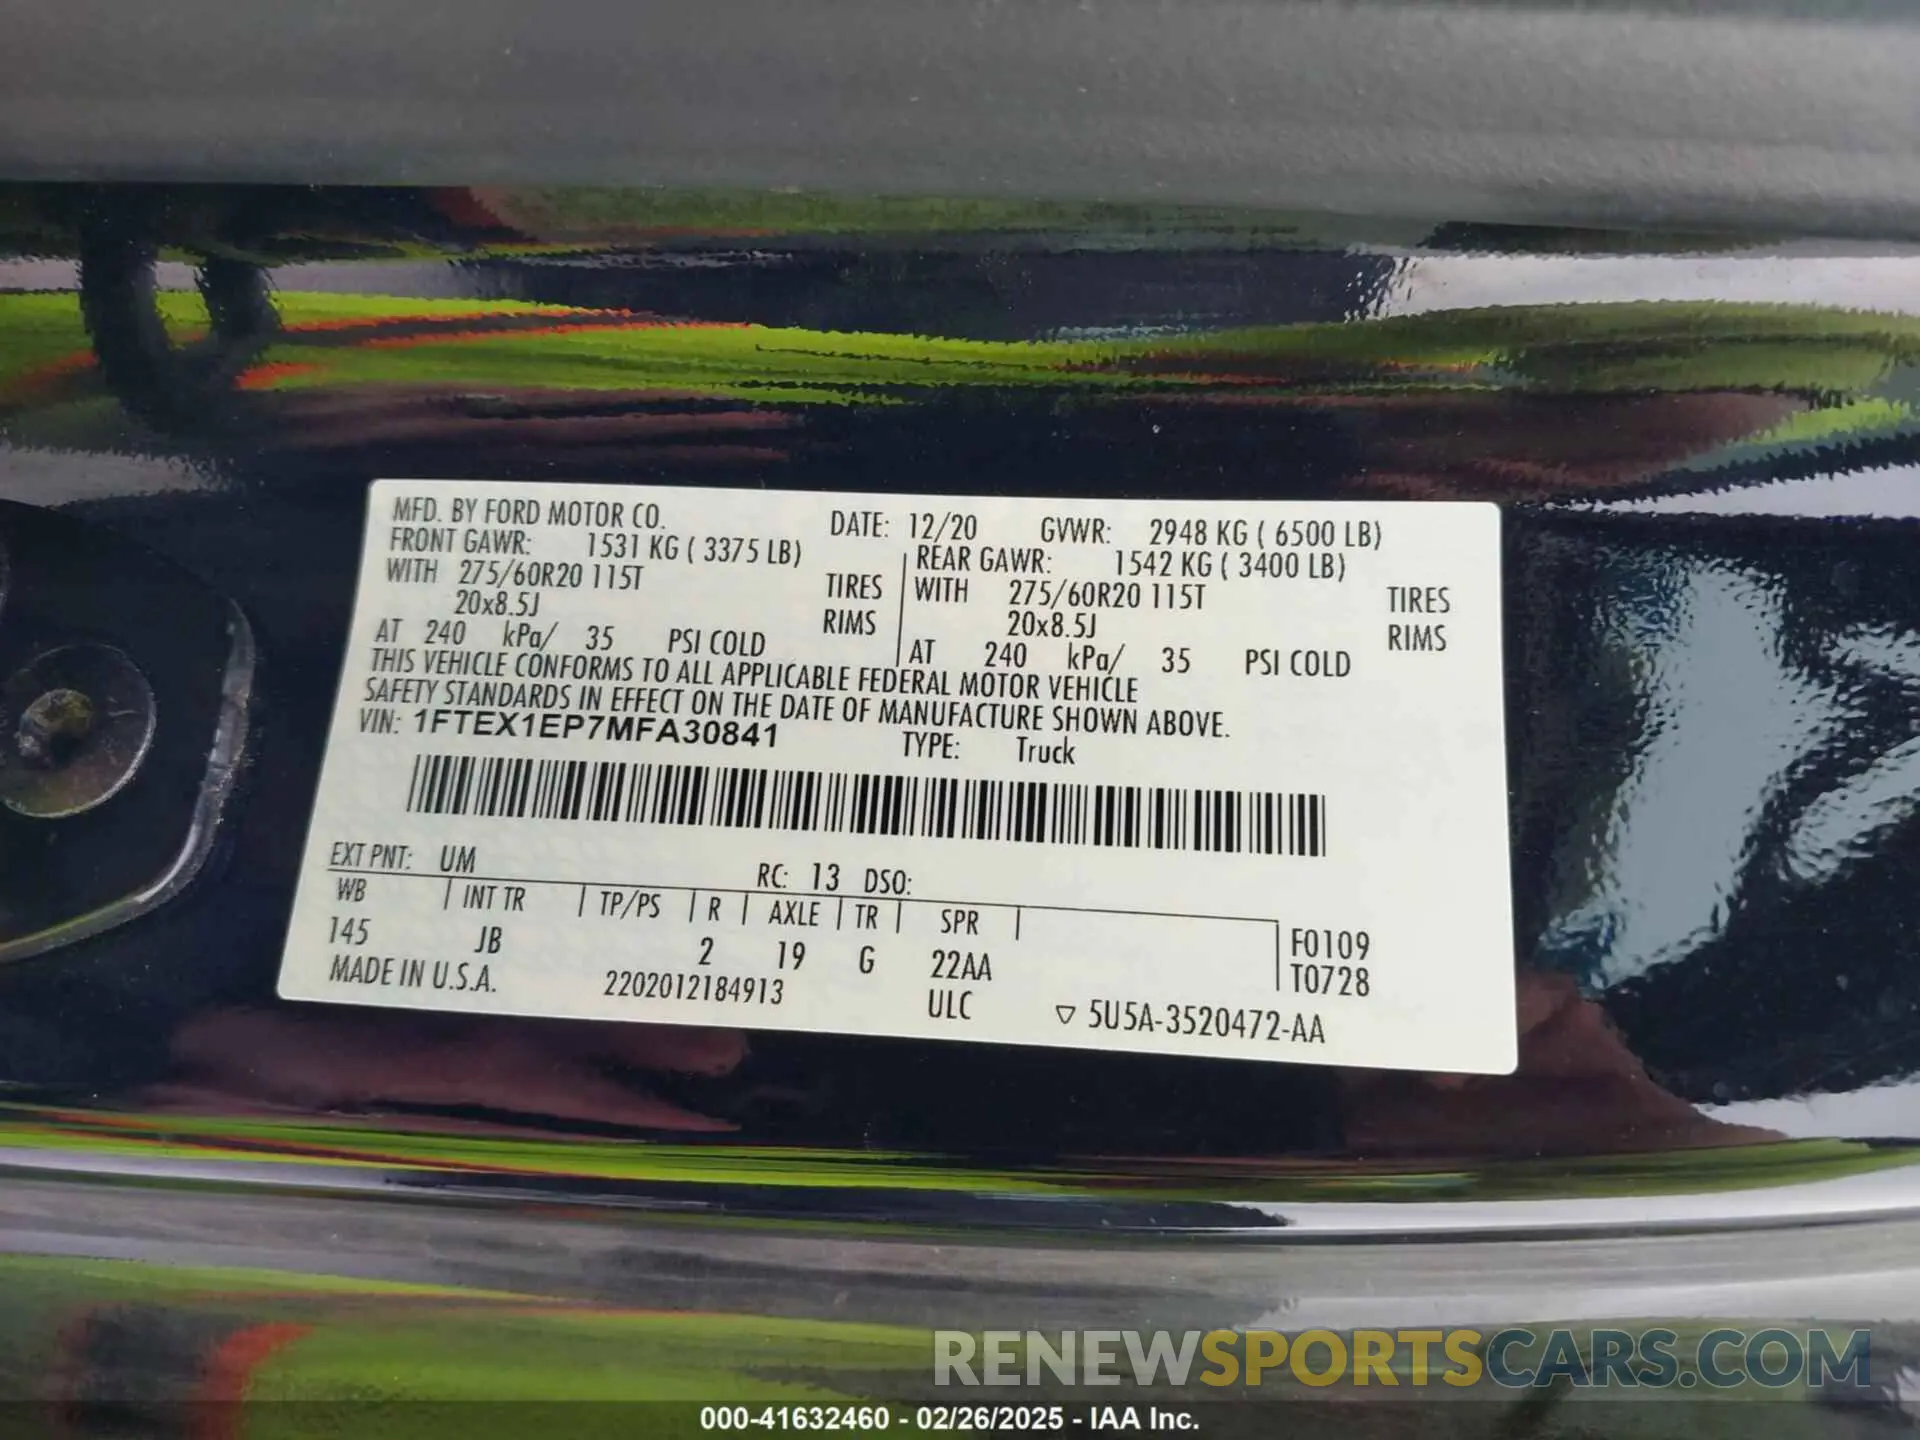 MFD. BY FORD MOTOR CO. DATE: 12/20 GVWR: 2948 KG ( 6500 LB)
FRONT GAWR: 1531 KG ( 3375 LB) REAR GAWR: 1542 KG ( 3400 LB)
WITH 275/60R20 115T TIRES WITH 275/60R20 115T TIRES
20x8.5J RIMS 20x8.5J RIMS
AT 240 kPa/ 35 PSI COLD AT 240 kPa/ 35 PSI COLD
THIS VEHICLE CONFORMS TO ALL APPLICABLE FEDERAL MOTOR VEHICLE
SAFETY STANDARDS IN EFFECT ON THE DATE OF MANUFACTURE SHOWN ABOVE.
VIN: 1FTEX1EP7MFA30841 TYPE: Truck
EXT PNT: UM RC: 13 DSO:
WB INT TR TP/PS R AXLE TR SPR
145 JB 2 19 G 22AA F0109
T0728
MADE IN U.S.A. 2202012184913 ULC ▽ 5U5A-3520472-AA
RENEWSPORTSCARS.COM
000-41632460 - 02/26/2025 - IAA Inc.